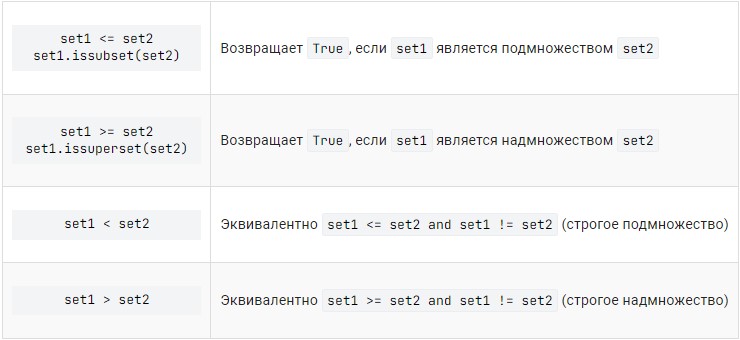 set1 <= set2
set1.issubset(set2)
Возвращает True, если set1 является подмножеством set2
set1 >= set2
set1.issuperset(set2)
Возвращает True, если set1 является надмножеством set2
set1 < set2
Эквивалентно set1 <= set2 and set1 != set2 (строгое подмножество)
set1 > set2
Эквивалентно set1 >= set2 and set1 != set2 (строгое надмножество)